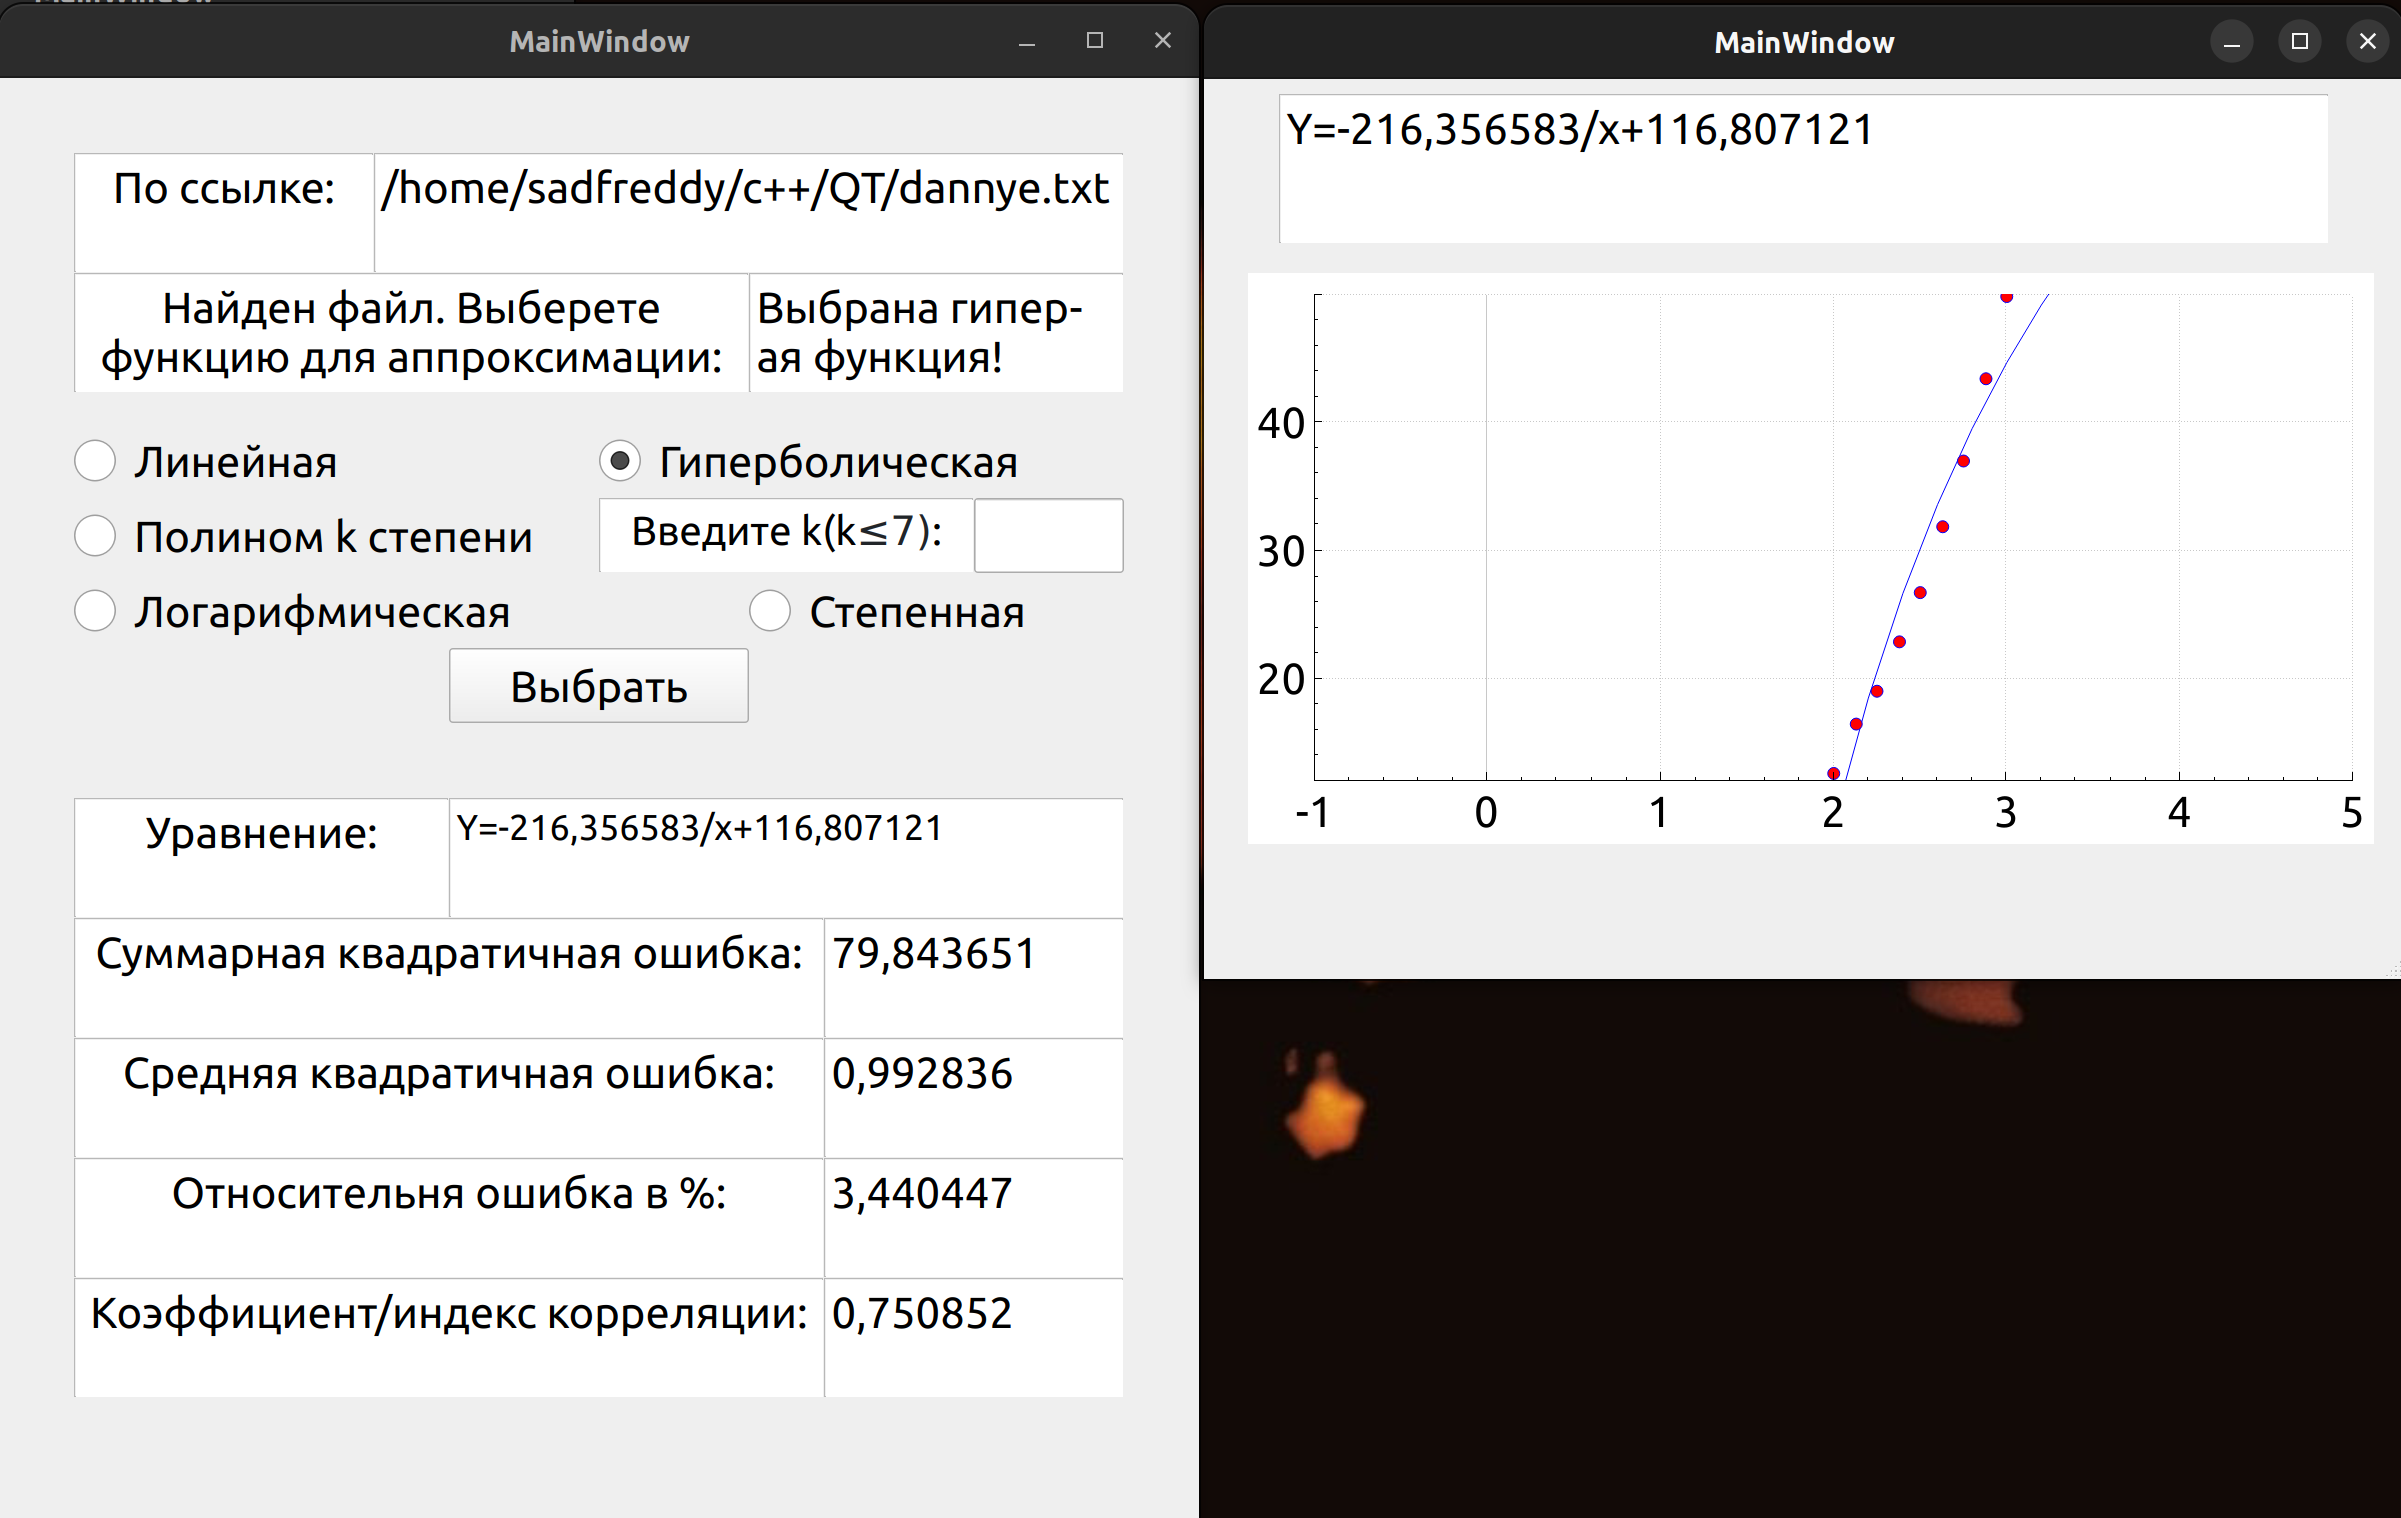 MainWindow
По ссылке:
/home/sadfreddy/c++/QT/dannye.txt
Найден файл. Выберете
функцию для аппроксимации:
Выбрана гипер-
ая функция!
Линейная
Гиперболическая
Полином k степени
Введите k(k≤7):
Логарифмическая
Степенная
Выбрать
Уравнение:
Y=-216,356583/x+116,807121
Суммарная квадратичная ошибка:
79,843651
Средняя квадратичная ошибка:
0,992836
Относительня ошибка в %:
3,440447
Коэффициент/индекс корреляции:
0,750852
MainWindow
Y=-216,356583/x+116,807121
40
30
20
-1
0
1
2
3
4
5